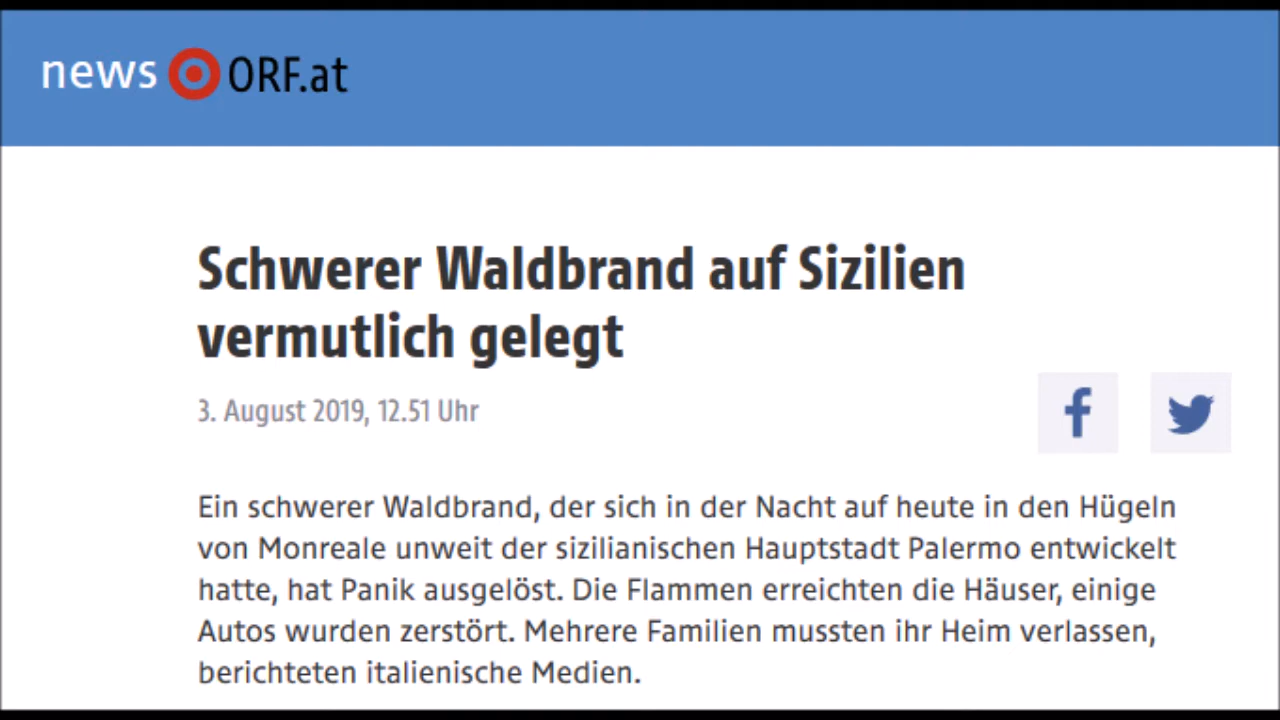 news ORF.at
Schwerer Waldbrand auf Sizilien
vermutlich gelegt
3. August 2019, 12.51 Uhr
Ein schwerer Waldbrand, der sich in der Nacht auf heute in den Hügeln
von Monreale unweit der sizilianischen Hauptstadt Palermo entwickelt
hatte, hat Panik ausgelöst. Die Flammen erreichten die Häuser, einige
Autos wurden zerstört. Mehrere Familien mussten ihr Heim verlassen,
berichteten italienische Medien.